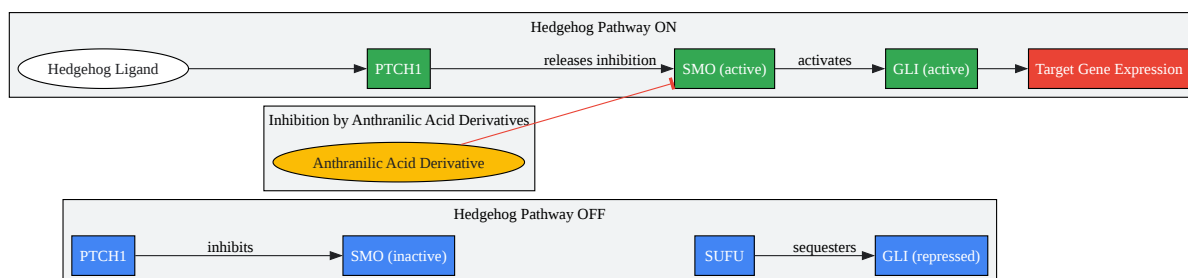 Hedgehog Pathway ON
Hedgehog Ligand
PTCH1
releases inhibition
SMO (active)
activates
GLI (active)
Target Gene Expression
Inhibition by Anthranilic Acid Derivatives
Anthranilic Acid Derivative
Hedgehog Pathway OFF
PTCH1
inhibits
SMO (inactive)
SUFU
sequesters
GLI (repressed)